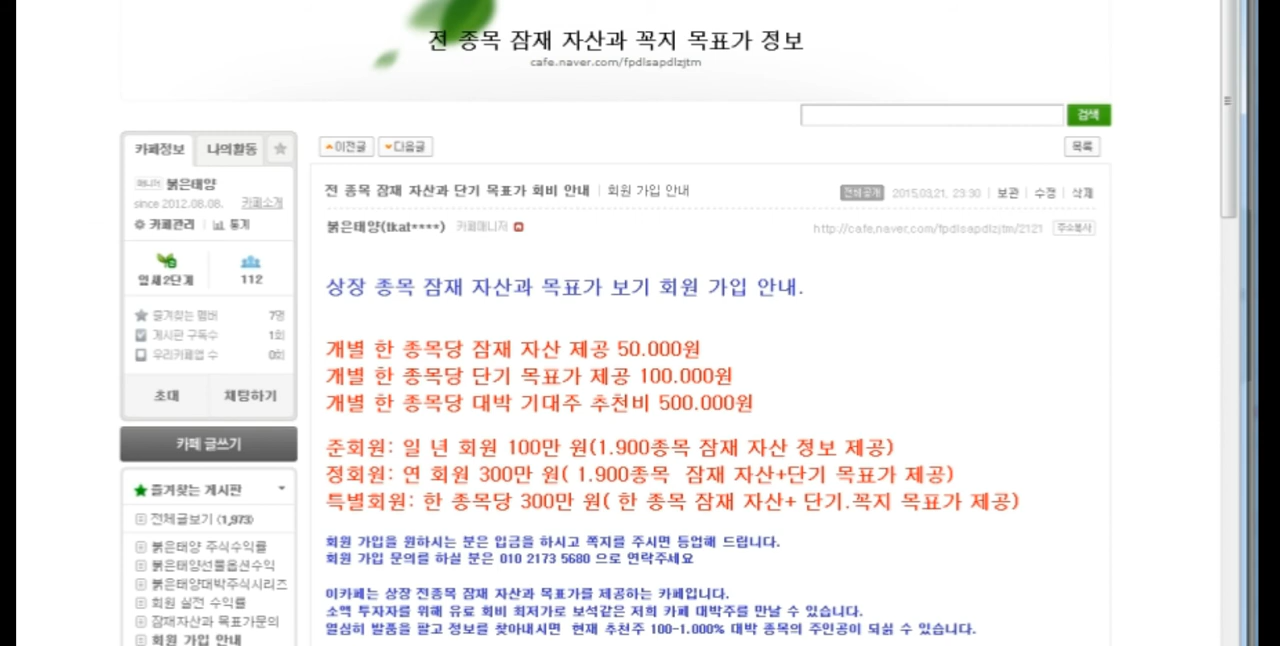 전 종목 잠재 자산과 꼭지 목표가 정보
cafe.naver.com/fpdlsapdlzjtm
검색
카페정보 나의활동
이전글 다음글
목록
매니저 붉은태양
since 2012.08.08. 카페소개
카페관리 통계
잎새2단계 112
즐겨찾는 멤버 7명
게시판 구독수 1회
우리카페앱 수 0회
초대 채팅하기
카페 글쓰기
즐겨찾는 게시판
전체글보기 (1,973)
붉은태양 주식수익률
붉은태양선물옵션수익
붉은태양대박주식시리즈
회원 실전 수익률
잠재자산과 목표가문의
회원 가입 안내
전 종목 잠재 자산과 단기 목표가 회비 안내 | 회원 가입 안내
전체공개 2015.03.21. 23:30 | 보관 | 수정 | 삭제
붉은태양(tkat****) 카페매니저
http://cafe.naver.com/fpdlsapdlzjtm/2121 주소복사
상장 종목 잠재 자산과 목표가 보기 회원 가입 안내.
개별 한 종목당 잠재 자산 제공 50.000원
개별 한 종목당 단기 목표가 제공 100.000원
개별 한 종목당 대박 기대주 추천비 500.000원
준회원: 일 년 회원 100만 원(1.900종목 잠재 자산 정보 제공)
정회원: 연 회원 300만 원( 1.900종목 잠재 자산+단기 목표가 제공)
특별회원: 한 종목당 300만 원( 한 종목 잠재 자산+ 단기.꼭지 목표가 제공)
회원 가입을 원하시는 분은 입금을 하시고 쪽지를 주시면 등업해 드립니다.
회원 가입 문의를 하실 분은 010 2173 5680 으로 연락주세요
이카페는 상장 전종목 잠재 자산과 목표가를 제공하는 카페입니다.
소액 투자자를 위해 유료 회비 최저가로 보석같은 저희 카페 대박주를 만날 수 있습니다.
열심히 발품을 팔고 정보를 찾아내시면 현재 추천주 100-1.000% 대박 종목의 주인공이 되싥 수 있습니다.